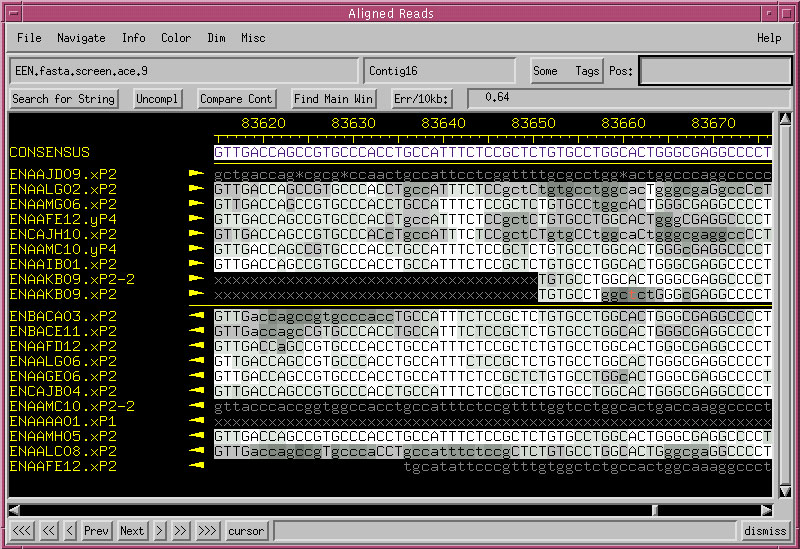 Aligned Reads
File Navigate Info Color Dim Misc Help
EEN.fasta.screen.ace.9 Contig16 Some Tags Pos:
Search for String Uncompl Compare Cont Find Main Win Err/10kb: 0.64
83620 83630 83640 83650 83660 83670
CONSENSUS GTTGACCAGCCGTGCCCACCTGCCATTTCTCCGCTCTGTGCCTGGCACTGGGCGAGGCCCCT
ENAAJD09.xP2 gctgaccag*cgcg*ccaactgccattcctcggttttgcgcctgg*actgggcgaggcccccc
ENAALG02.xP2 GTTGACCAGCCGTGCCCACCTGCCATTTCTCCGctCtgtgcctggcacTgggcgaggcccCT
ENAAMG06.xP2 GTTGACCAGCCGTGCCCACCTGCCATTTCTCCGCTCTGTGCCTggcACTGGGCGAGGCCCCT
ENAAFE12.yP4 GTTGACCAGCCGTGCCCACCTGCCATTTCTCCgctCTGTGCCTGGCACTgggCGAGGCCCCT
ENCAJH10.xP2 GTTGACCAGCCGTGCCCACCTGCCATTTCTCCGctCtgtgCctGgcaCtgggcgaggccCCT
ENAAMC10.yP4 GTTGACCAGCCGTGCCCACCTGCCATTTCTCCGCTCTGTGCCTGGCACTGGGCGAGGCCCCT
ENAAIB01.xP2 GTTGACCAGCCGTGCCCACCTGCCATTTCTCCGCTCTGTGCCTGGCACTGGGCGAGGCCCCT
ENAAKB09.xP2-2 xxxxxxxxxxxxxxxxxxxxxxxxxxxxxxxxxxxxTGTGCCTGGCACTGGGCGAGGCCCCT
ENAAKB09.xP2 xxxxxxxxxxxxxxxxxxxxxxxxxxxxxxxxxxxxTGTGCCTggc*ctGGGcGAGGCCCCT
ENBACA03.xP2 GTTGaccagccgtgcccaccTGCCATTTCTCCGCTCTGTGCCTGGCACTGGGCGAGGCCCCT
ENBACE11.xP2 GTTGAccagcCGTGCCCACCTGCCATTTCTCCGCTCTGTGCCTGGCACTGGGCGAGGCCCCT
ENAAFD12.xP2 GTTGACCaGCCGTGCCCACCTGCCATTTCTCCGCTCTGTGCCTGGCACTGGGCGAGGCCCCT
ENAALG06.xP2 GTTGACCAGCCGTGCCCACCTGCCATTTCTCCGCTCTGTGCCTGGCACTGGGCGAGGCCCCT
ENAAGE06.xP2 GTTGACCAGCCGTGCCCACCTGCCATTTCTCCGCTCTGTGCCTGGcACTGGGCGAGGCCCCT
ENCAJB04.xP2 GTTGACCAGCCGTGCCCACCTGCCATTTCTCCGCTCTGTGCCTGGCACTGGGCGAGGCCCCT
ENAAMC10.xP2-2 gttacccaccggtggccacctgccatttctccgttttggtcctggcactgaccaaggcccct
ENAAAA01.xP1 xxxxxxxxxxxxxxxxxxxxxxxxxxxxxxxxxxxxxxxxxxxxxxxxxxxxxxxxxxxxxx
ENAAMH05.xP2 GTTGACCAGCCGTGCCCACCTGCCATTTCTCCGCTCTGTGCCTGGCACTGGGCGAGGCCCCT
ENAALC08.xP2 GTTGaccagccgTgcccaCCTgccatttctccgCTCTGTGCCTGGCACTGGgcgaGGCCCCT
ENAAFE12.xP2 tgcatattcccgtttgtggctctgccactggcaaaggccct
<<< << < Prev Next > >> >>> cursor dismiss